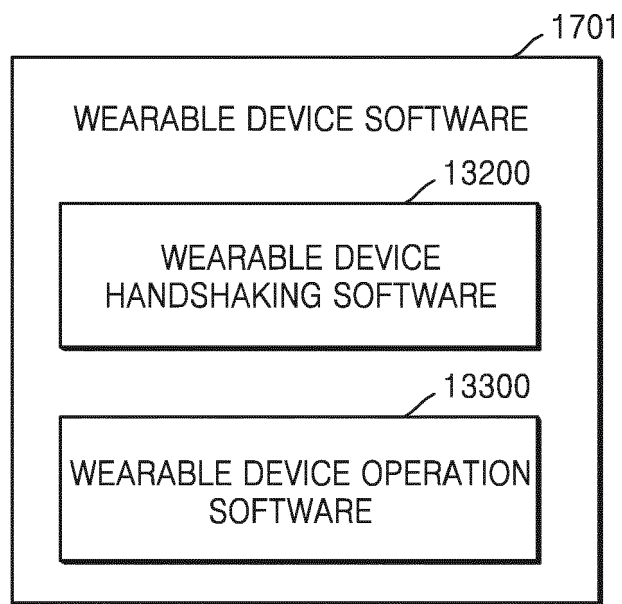 1701
WEARABLE DEVICE SOFTWARE
13200
WEARABLE DEVICE
HANDSHAKING SOFTWARE
13300
WEARABLE DEVICE OPERATION
SOFTWARE